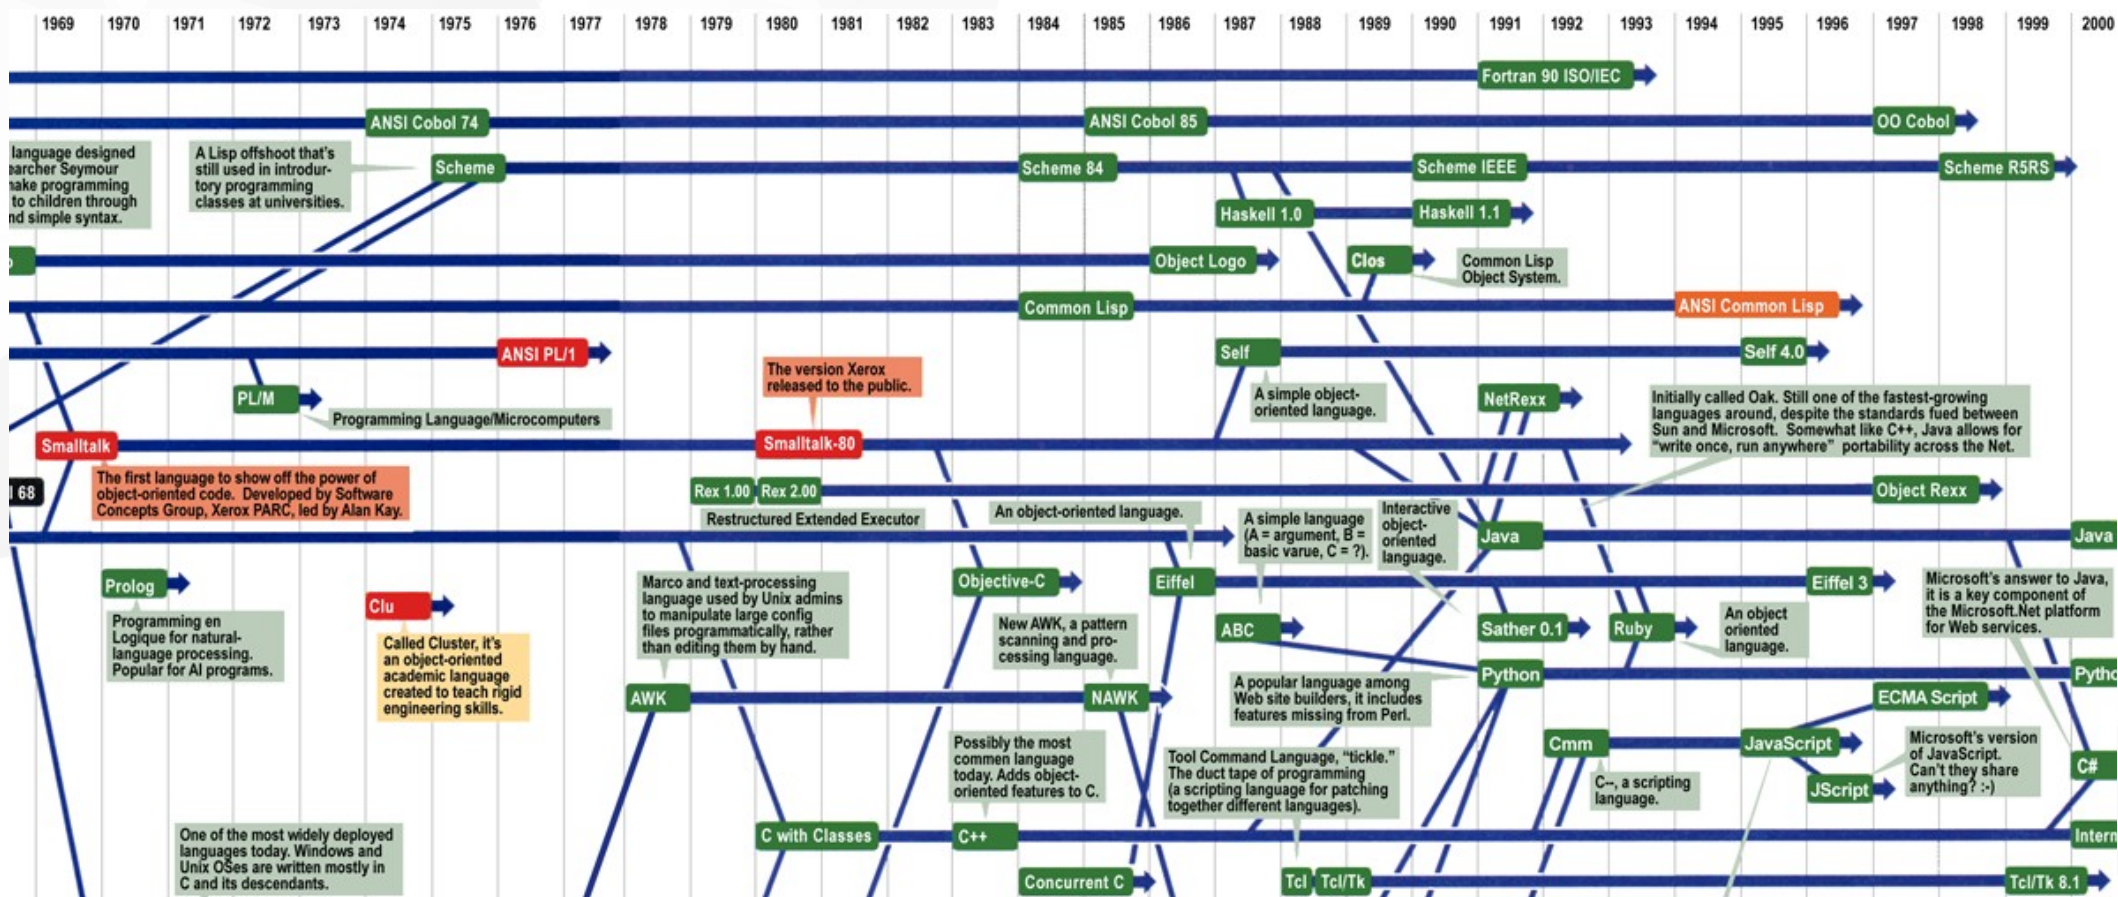 1969 1970 1971 1972 1974 1975 1976 1977 1978 1979 1980 1981 1982 1983 1984 1985 1986 1987 1988 1989 1990 1991 1992 1993 1994 1995 1996 1997 1998 1999 2000
Fortran 90 ISO/IEC
ANSI Cobol 74
ANSI Cobol 85
OO Cobol
language designed
earcher Seymour
make programming
to children through
nd simple syntax.
A Lisp offshoot that's
still used in introdur-
tory programming
classes at universities.
Scheme
Scheme 84
Scheme IEEE
Scheme R5RS
Haskell 1.0
Haskell 1.1
Object Logo
Clos
Common Lisp
Object System.
Common Lisp
ANSI Common Lisp
ANSI PL/1
Self
Self 4.0
The version Xerox
released to the public.
PL/M
Programming Language/Microcomputers
A simple object-
oriented language.
NetRexx
Initially called Oak. Still one of the fastest-growing
languages around, despite the standards fued between
Sun and Microsoft. Somewhat like C++, Java allows for
"write once, run anywhere" portability across the Net.
Smalltalk
Smalltalk-80
l 68
The first language to show off the power of
object-oriented code. Developed by Software
Concepts Group, Xerox PARC, led by Alan Kay.
Rex 1.00
Rex 2.00
Object Rexx
Restructured Extended Executor
An object-oriented language.
A simple language
(A = argument, B =
basic varue, C = ?).
Interactive
object-
oriented
language.
Java
Java
Prolog
Programming en
Logique for natural-
language processing.
Popular for AI programs.
Clu
Called Cluster, it's
an object-oriented
academic language
created to teach rigid
engineering skills.
Marco and text-processing
language used by Unix admins
to manipulate large config
files programmatically, rather
than editing them by hand.
Objective-C
Eiffel
Eiffel 3
Microsoft's answer to Java,
it is a key component of
the Microsoft.Net platform
for Web services.
New AWK, a pattern
scanning and pro-
cessing language.
ABC
Sather 0.1
Ruby
An object
oriented
language.
Python
Pytho
AWK
NAWK
A popular language among
Web site builders, it includes
features missing from Perl.
ECMA Script
Possibly the most
commen language
today. Adds object-
oriented features to C.
Tool Command Language, "tickle."
The duct tape of programming
(a scripting language for patching
together different languages).
Cmm
C--, a scripting
language.
JavaScript
JScript
Microsoft's version
of JavaScript.
Can't they share
anything? :-)
C#
One of the most widely deployed
languages today. Windows and
Unix OSes are written mostly in
C and its descendants.
C with Classes
C++
Intern
Concurrent C
Tcl
Tcl/Tk
Tcl/Tk 8.1